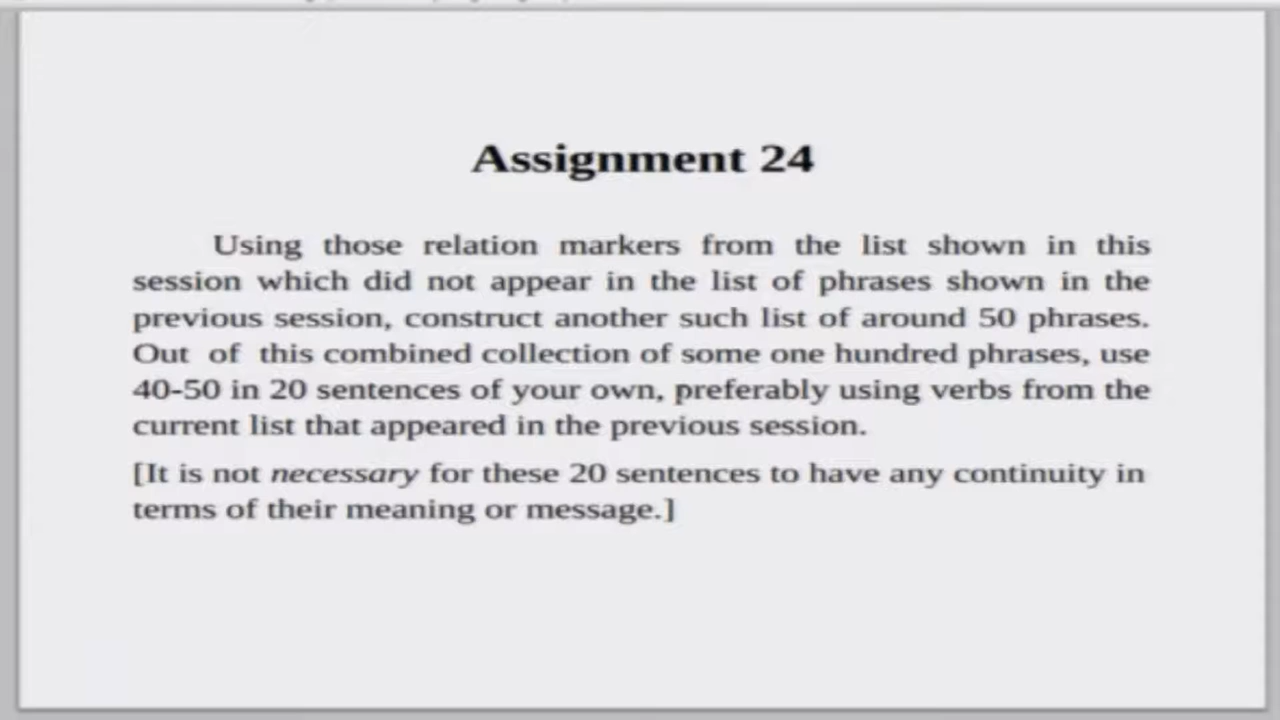 Assignment 24
Using those relation markers from the list shown in this
session which did not appear in the list of phrases shown in the
previous session, construct another such list of around 50 phrases.
Out of this combined collection of some one hundred phrases, use
40-50 in 20 sentences of your own, preferably using verbs from the
current list that appeared in the previous session.
[It is not necessary for these 20 sentences to have any continuity in
terms of their meaning or message.]